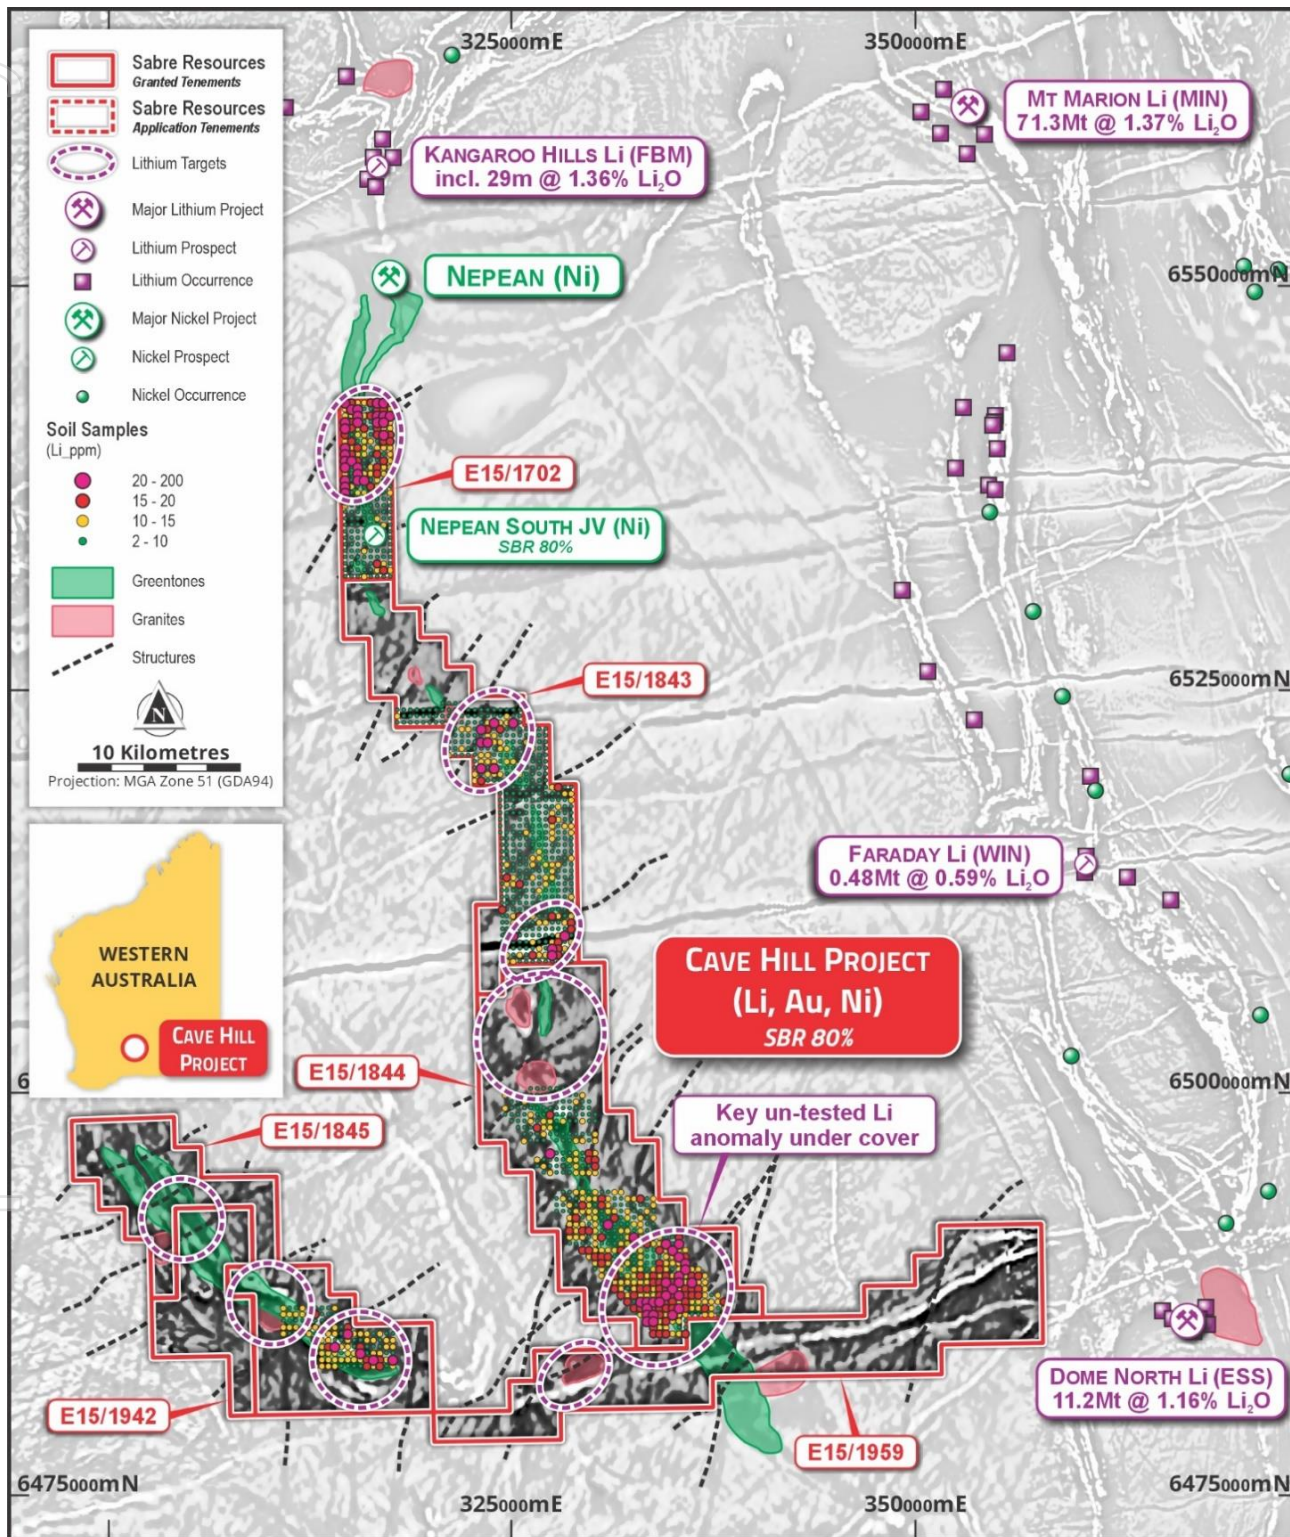 325000mE
350000mE
Sabre Resources
Granted Tenements
Sabre Resources
Application Tenements
Lithium Targets
Major Lithium Project
Lithium Prospect
Lithium Occurrence
Major Nickel Project
Nickel Prospect
Nickel Occurrence
Soil Samples
(Li_ppm)
20 - 200
15 - 20
10 - 15
2 - 10
Greentones
Granites
Structures
N
10 Kilometres
Projection: MGA Zone 51 (GDA94)
MT MARION Li (MIN)
71.3Mt @ 1.37% Li₂O
KANGAROO HILLS Li (FBM)
incl. 29m @ 1.36% Li₂O
NEPEAN (Ni)
6550000mN
E15/1702
NEPEAN SOUTH JV (Ni)
SBR 80%
E15/1843
6525000mN
FARADAY Li (WIN)
0.48Mt @ 0.59% Li₂O
CAVE HILL PROJECT
(Li, Au, Ni)
SBR 80%
WESTERN
AUSTRALIA
CAVE HILL
PROJECT
E15/1844
6
6500000mN
Key un-tested Li
anomaly under cover
E15/1845
DOME NORTH Li (ESS)
11.2Mt @ 1.16% Li₂O
E15/1942
E15/1959
6475000mN
325000mE
350000mE
6475000mN